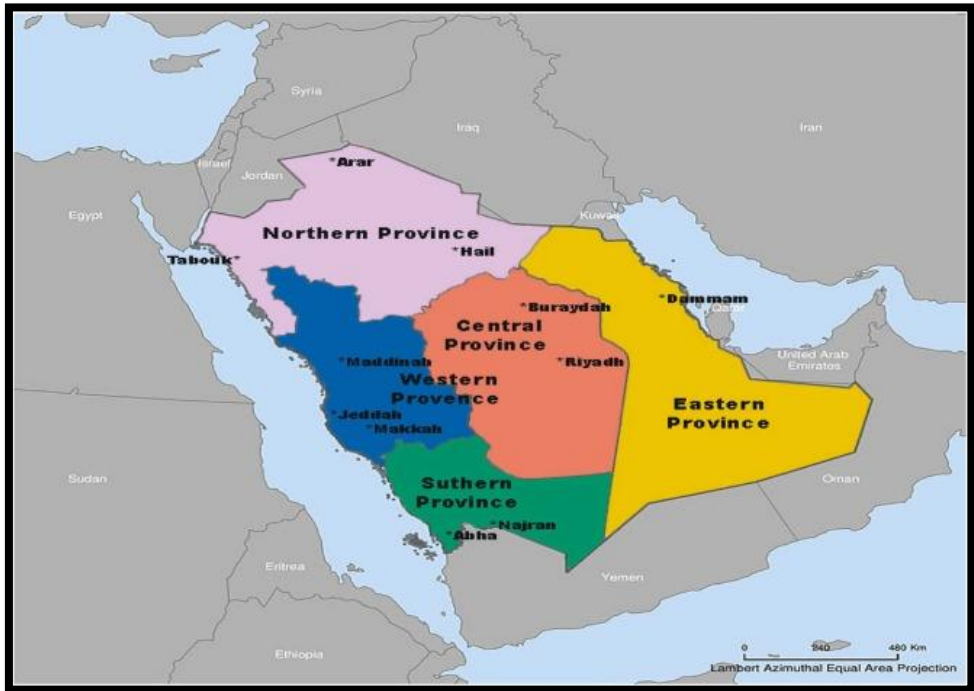 Syria
Iraq
Iran
Israel
Jordan
*Arar
Egypt
Kuwait
Northern Province
Tabouk*
*Hail
*Buraydah
*Dammam
Qatar
Central
Province
*Maddinah
*Riyadh
United Arab
Emirates
Western
Provence
Eastern
Province
*Jeddah
*Makkah
Sudan
Suthern
Province
Oman
*Najran
*Abha
Eritrea
Yemen
Ethiopia
0 240 480 Km
Lambert Azimuthal Equal Area Projection